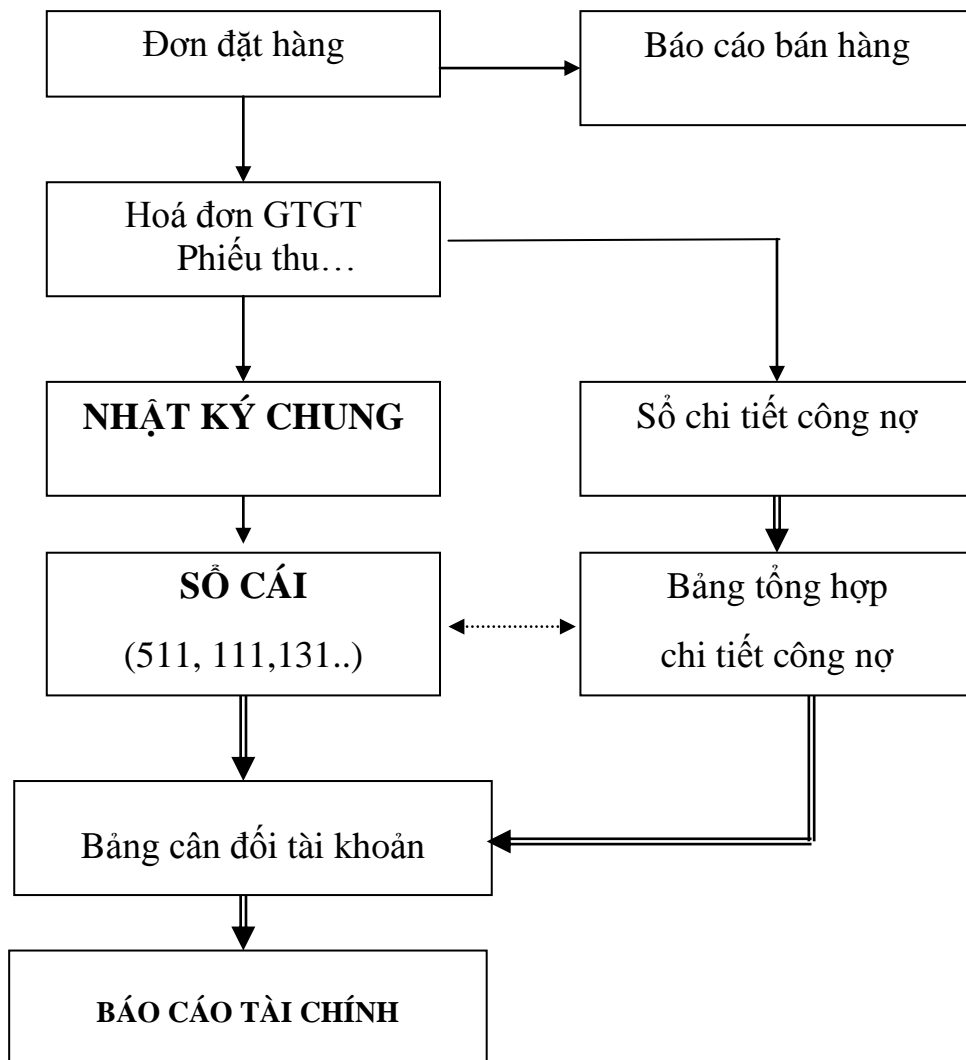 Đơn đặt hàng
Báo cáo bán hàng
Hoá đơn GTGT
Phiếu thu…
NHẬT KÝ CHUNG
Sổ chi tiết công nợ
SỔ CÁI
(511, 111,131..)
Bảng tổng hợp
chi tiết công nợ
Bảng cân đối tài khoản
BÁO CÁO TÀI CHÍNH